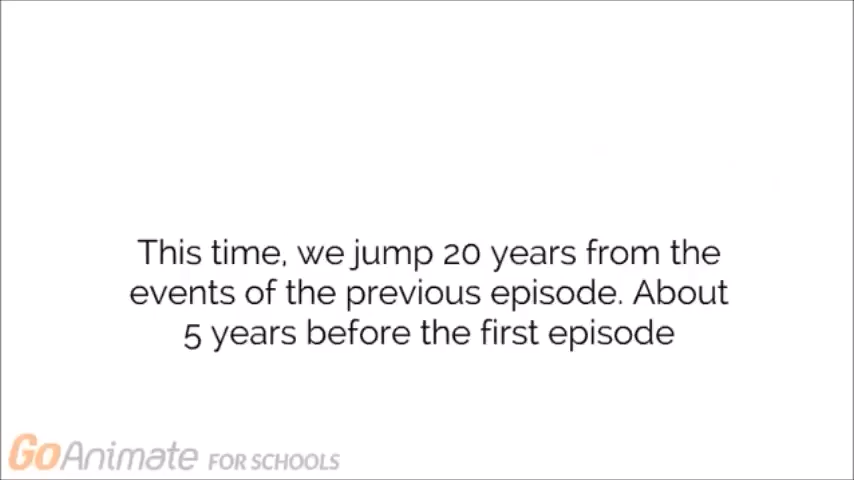 This time, we jump 20 years from the
events of the previous episode. About
5 years before the first episode
GoAnimate FOR SCHOOLS